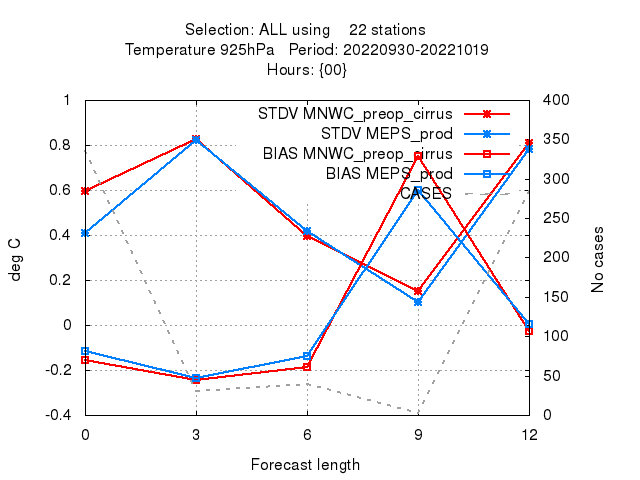 Selection: ALL using 22 stations
Temperature 925hPa Period: 20220930-20221019
Hours: {00}
1 400
STDV MNWC_preop_cirrus
STDV MEPS_prod
0.8 350
BIAS MNWC_preop_cirrus
BIAS MEPS_prod
0.6 300
CASES
0.4 250
200
0.2 150
0 100
-0.2 50
-0.4 0
deg C
No cases
0 3 6 9 12
Forecast length